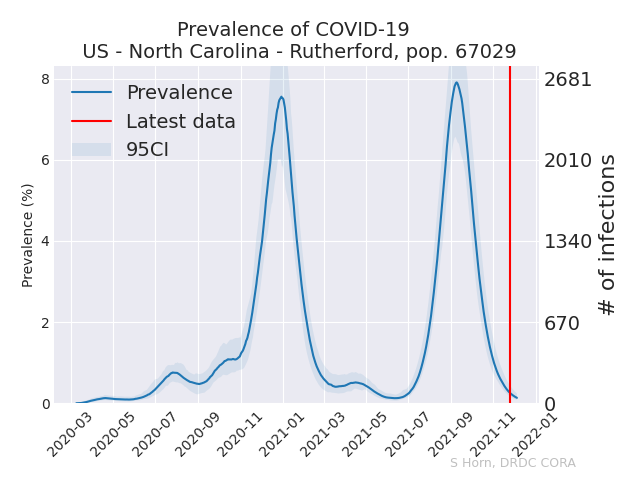 Prevalence of COVID-19
US - North Carolina - Rutherford, pop. 67029
Prevalence
Latest data
95CI
Prevalence (%)
8
6
4
2
0
2681
2010
1340
670
0
# of infections
2020-03
2020-05
2020-07
2020-09
2020-11
2021-01
2021-03
2021-05
2021-07
2021-09
2021-11
2022-01
S Horn, DRDC CORA